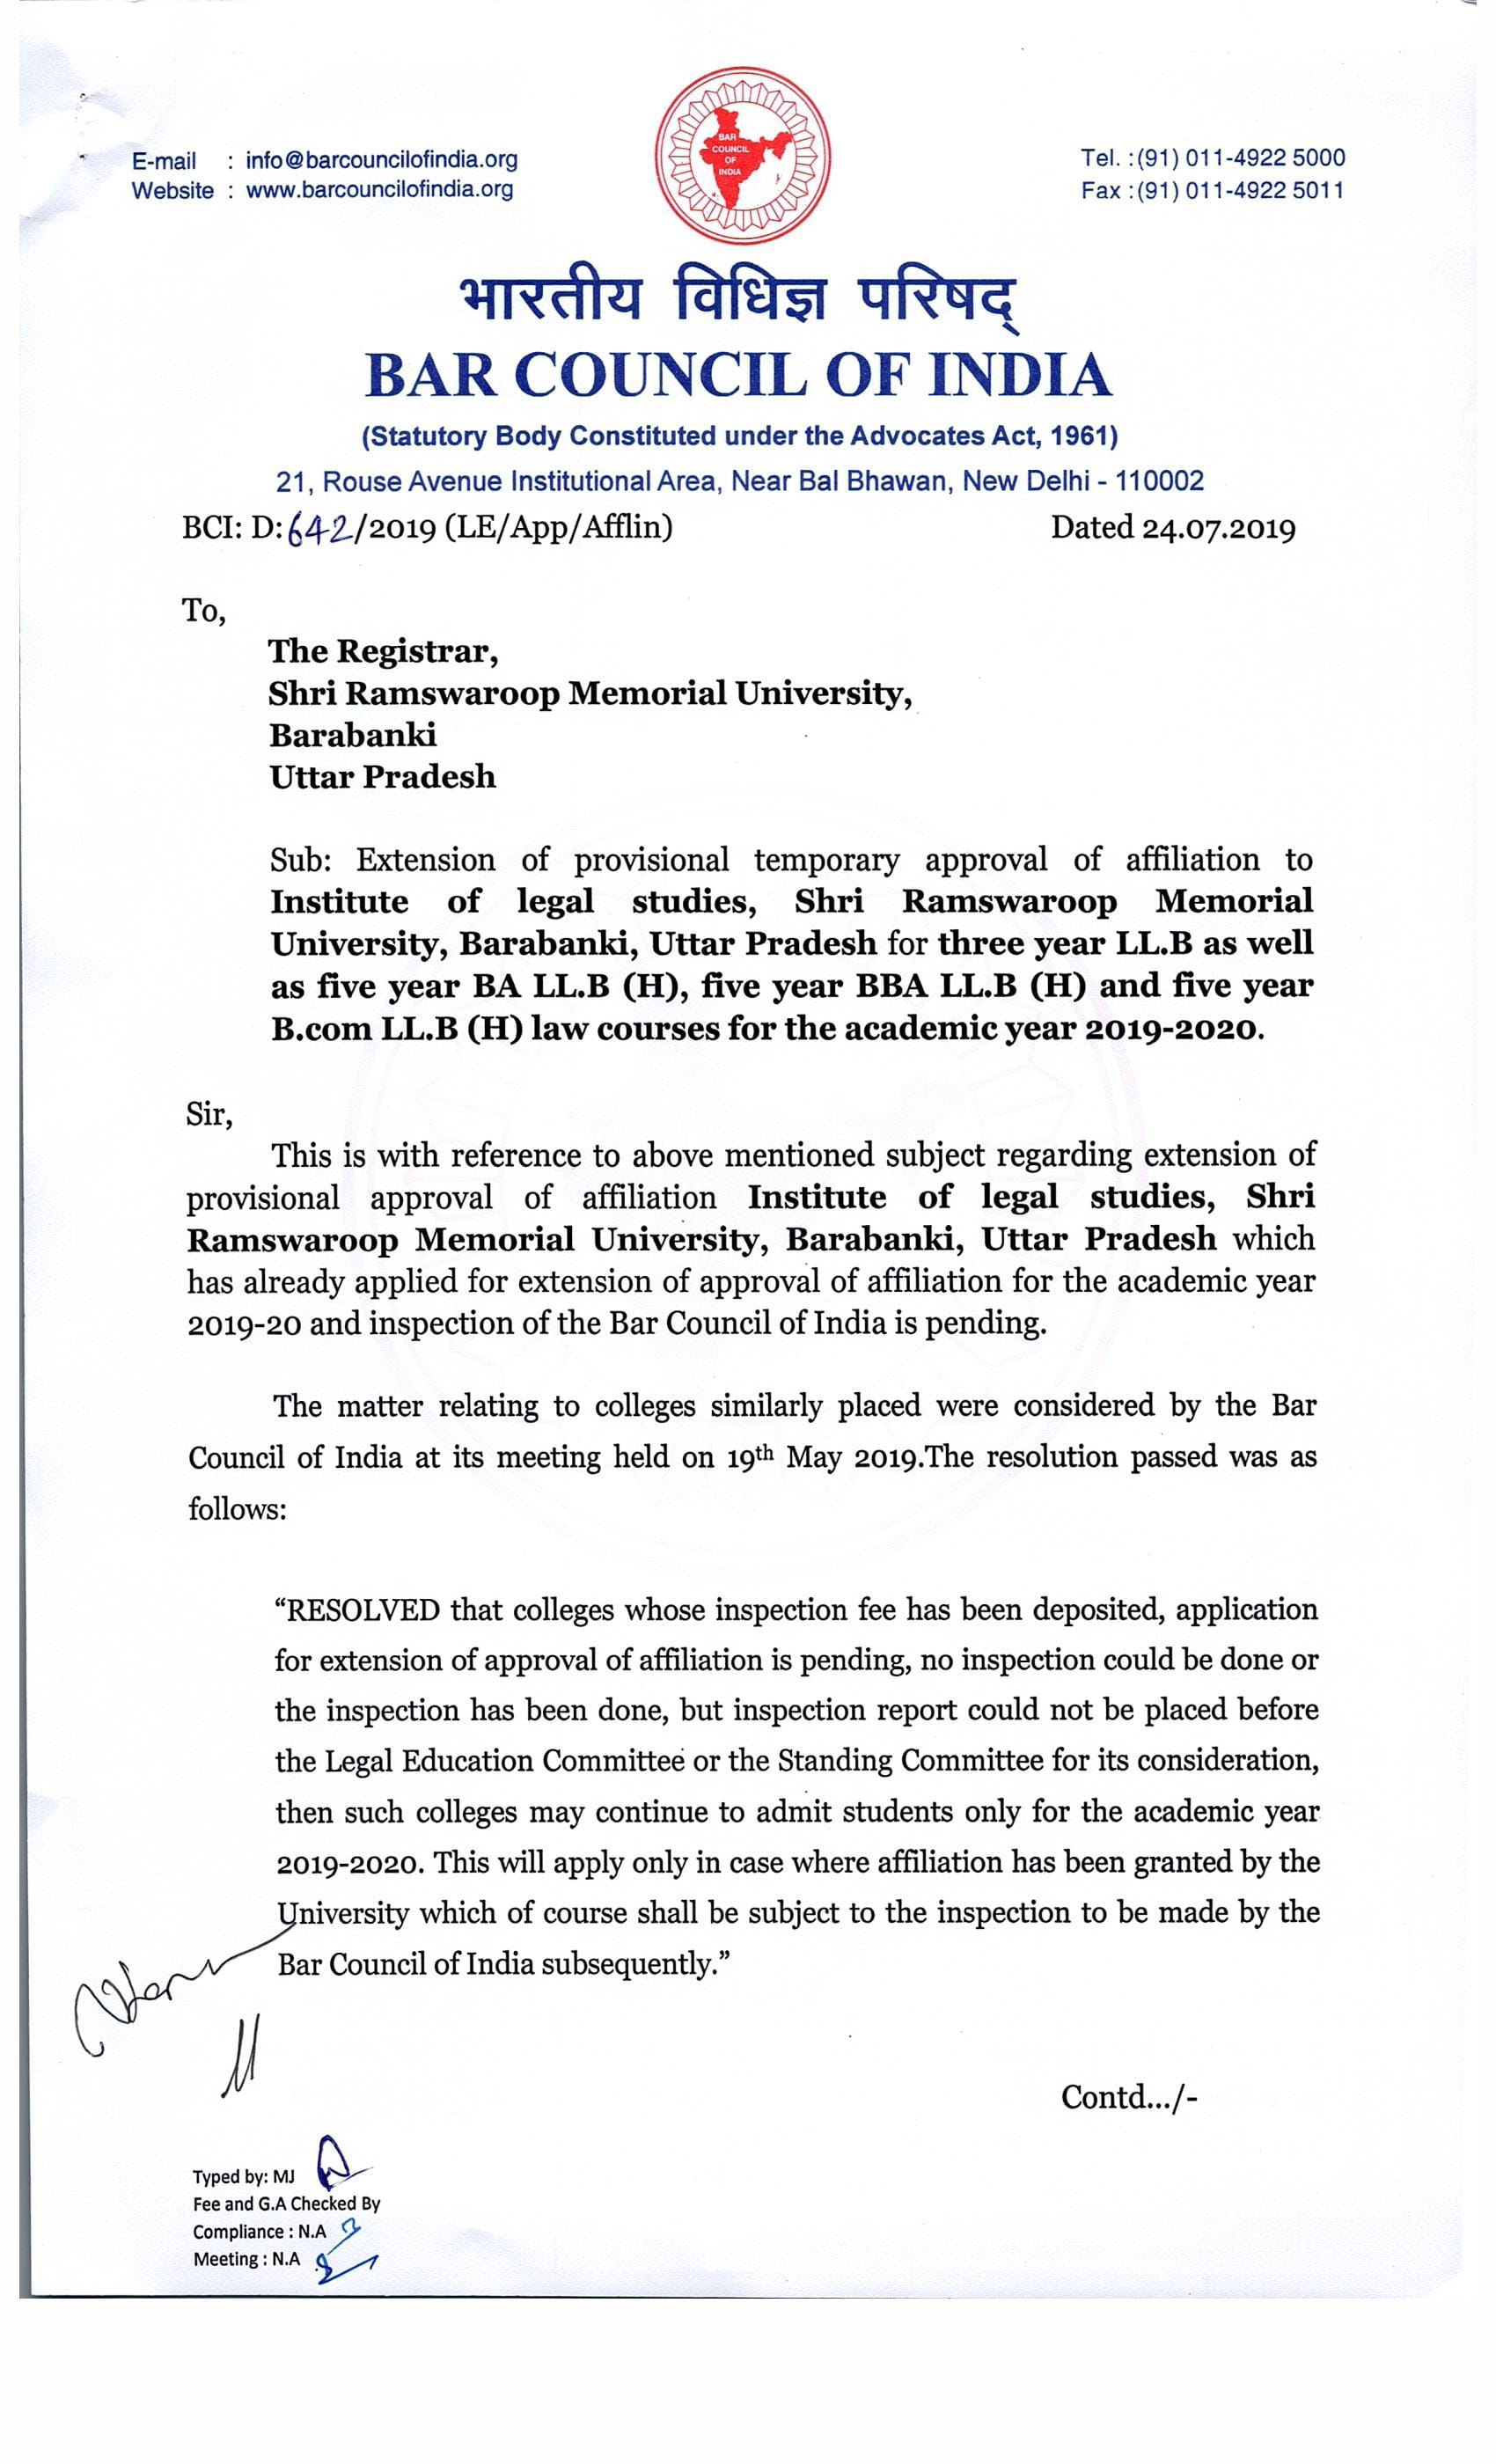 E-mail : info@barcouncilofindia.org
Website : www.barcouncilofindia.org
BAR
COUNCIL
OF
INDIA
Tel. :(91) 011-4922 5000
Fax :(91) 011-4922 5011
भारतीय विधिज्ञ परिषद्
BAR COUNCIL OF INDIA
(Statutory Body Constituted under the Advocates Act, 1961)
21, Rouse Avenue Institutional Area, Near Bal Bhawan, New Delhi - 110002
BCI: D:642/2019 (LE/App/Afflin) Dated 24.07.2019
To,
The Registrar,
Shri Ramswaroop Memorial University,
Barabanki
Uttar Pradesh
Sub: Extension of provisional temporary approval of affiliation to
Institute of legal studies, Shri Ramswaroop Memorial
University, Barabanki, Uttar Pradesh for three year LL.B as well
as five year BA LL.B (H), five year BBA LL.B (H) and five year
B.com LL.B (H) law courses for the academic year 2019-2020.
Sir,
This is with reference to above mentioned subject regarding extension of
provisional approval of affiliation Institute of legal studies, Shri
Ramswaroop Memorial University, Barabanki, Uttar Pradesh which
has already applied for extension of approval of affiliation for the academic year
2019-20 and inspection of the Bar Council of India is pending.
The matter relating to colleges similarly placed were considered by the Bar
Council of India at its meeting held on 19th May 2019.The resolution passed was as
follows:
“RESOLVED that colleges whose inspection fee has been deposited, application
for extension of approval of affiliation is pending, no inspection could be done or
the inspection has been done, but inspection report could not be placed before
the Legal Education Committee or the Standing Committee for its consideration,
then such colleges may continue to admit students only for the academic year
2019-2020. This will apply only in case where affiliation has been granted by the
University which of course shall be subject to the inspection to be made by the
Bar Council of India subsequently.”
Contd.../-
Typed by: MJ
Fee and G.A Checked By
Compliance : N.A
Meeting : N.A